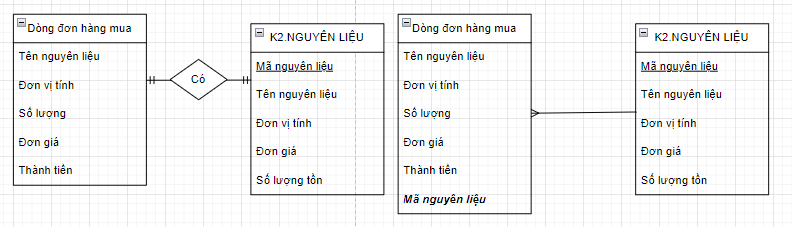 Dòng đơn hàng mua
Tên nguyên liệu
Đơn vị tính
Số lượng
Đơn giá
Thành tiền
Có
K2.NGUYÊN LIỆU
Mã nguyên liệu
Tên nguyên liệu
Đơn vị tính
Đơn giá
Số lượng tồn
Dòng đơn hàng mua
Tên nguyên liệu
Đơn vị tính
Số lượng
Đơn giá
Thành tiền
Mã nguyên liệu
K2.NGUYÊN LIỆU
Mã nguyên liệu
Tên nguyên liệu
Đơn vị tính
Đơn giá
Số lượng tồn